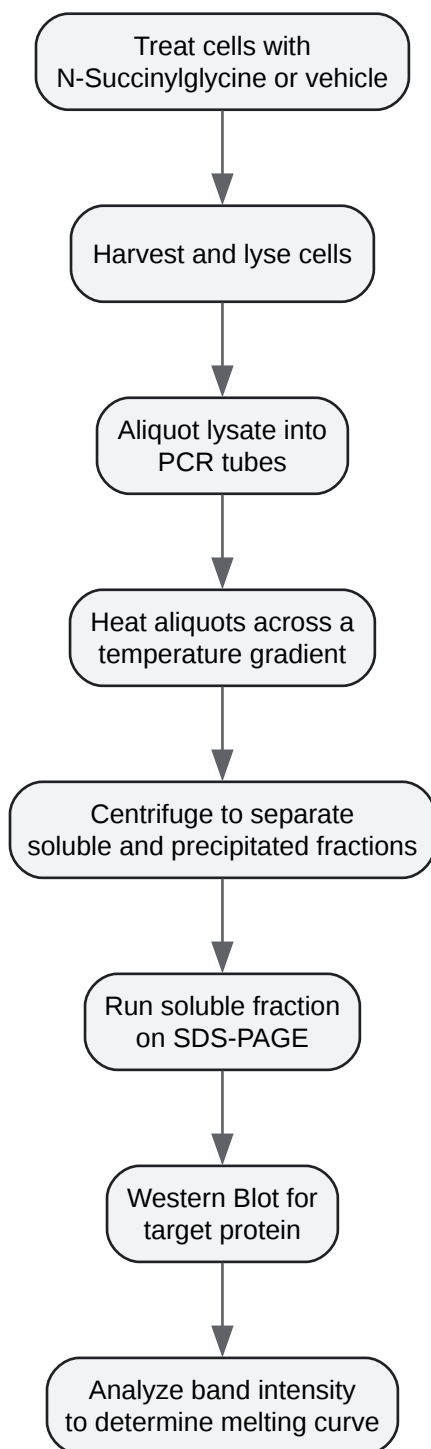 Treat cells with
N-Succinylglycine or vehicle
Harvest and lyse cells
Aliquot lysate into
PCR tubes
Heat aliquots across a
temperature gradient
Centrifuge to separate
soluble and precipitated fractions
Run soluble fraction
on SDS-PAGE
Western Blot for
target protein
Analyze band intensity
to determine melting curve